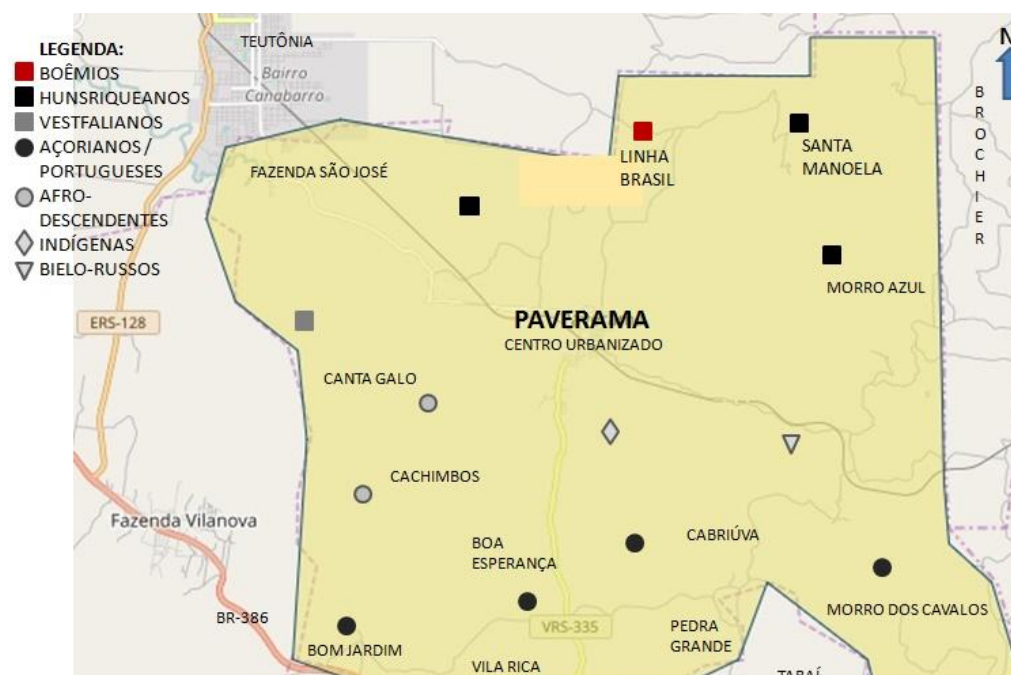 LEGENDA:
BOÊMIOS
HUNSRIQUEANOS
VESTFALIANOS
AÇORIANOS /
PORTUGUESES
AFRO-
DESCENDENTES
INDÍGENAS
BIELO-RUSSOS
TEUTÔNIA
Bairro
Canabarro
N
BROCHIER
FAZENDA SÃO JOSÉ
LINHA
BRASIL
SANTA
MANOELA
MORRO AZUL
ERS-128
PAVERAMA
CENTRO URBANIZADO
CANTA GALO
CACHIMBOS
Fazenda Vilanova
BOA
ESPERANÇA
CABRIÚVA
BR-386
BOM JARDIM
VRS-335
VILA RICA
PEDRA
GRANDE
MORRO DOS CAVALOS
TABAÍ